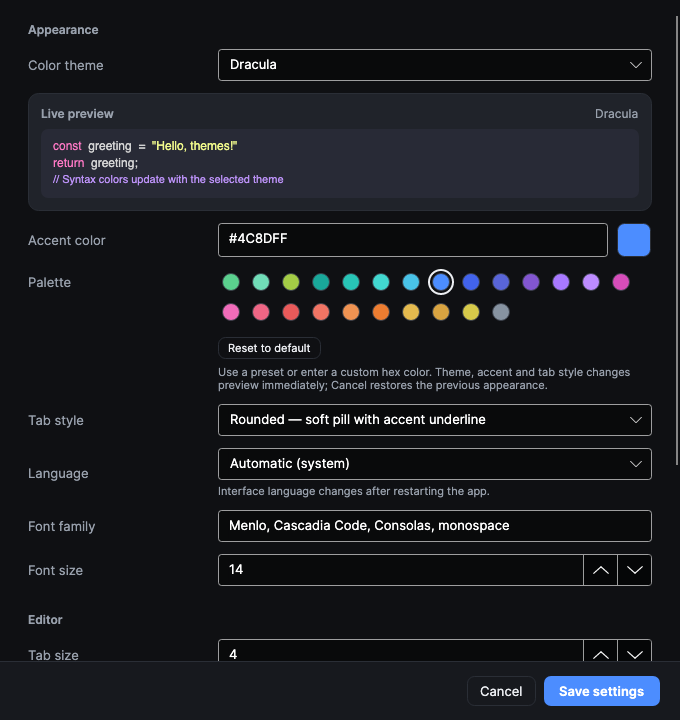 Appearance
Color theme
Dracula
Live preview
Dracula
const greeting = "Hello, themes!"
return greeting;
// Syntax colors update with the selected theme
Accent color
#4C8DFF
Palette
Reset to default
Use a preset or enter a custom hex color. Theme, accent and tab style changes
preview immediately; Cancel restores the previous appearance.
Tab style
Rounded — soft pill with accent underline
Language
Automatic (system)
Interface language changes after restarting the app.
Font family
Menlo, Cascadia Code, Consolas, monospace
Font size
14
Editor
Tab size
4
Cancel
Save settings